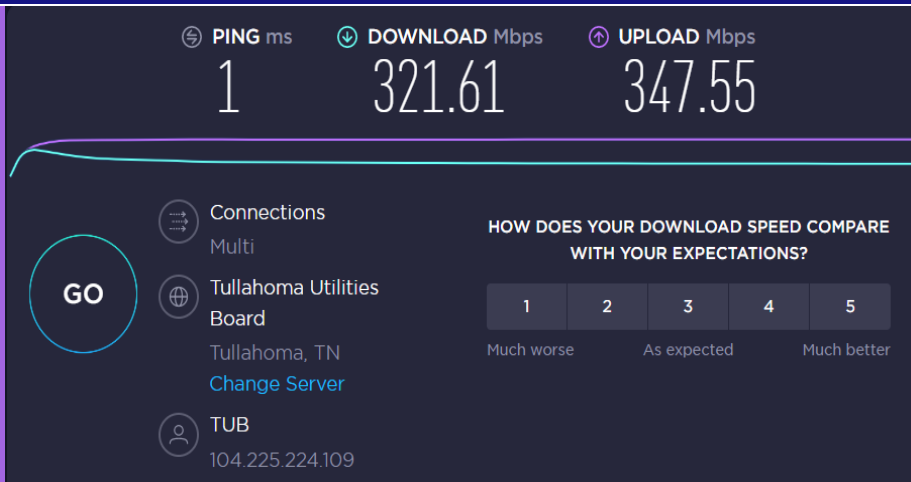 PING ms
1
DOWNLOAD Mbps
321.61
UPLOAD Mbps
347.55
GO
Connections
Multi
Tullahoma Utilities
Board
Tullahoma, TN
Change Server
TUB
104.225.224.109
HOW DOES YOUR DOWNLOAD SPEED COMPARE
WITH YOUR EXPECTATIONS?
1 2 3 4 5
Much worse As expected Much better